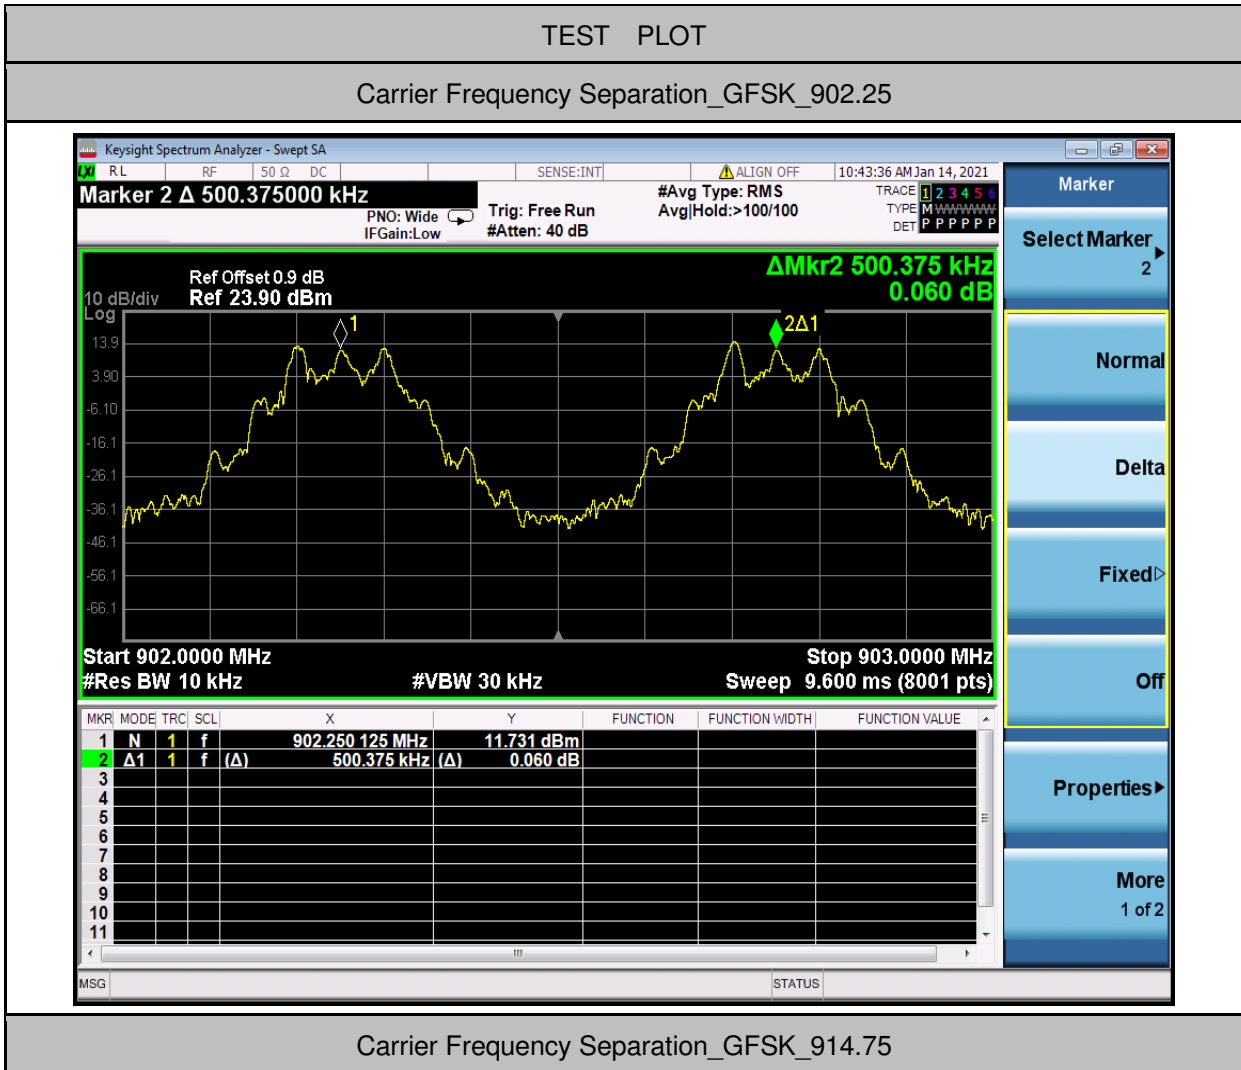 TEST PLOT
Carrier Frequency Separation_GFSK_902.25
Keysight Spectrum Analyzer - Swept SA
LXI RL RF 50 Ω DC SENSE:INT ALIGN OFF 10:43:36 AM Jan 14, 2021
Marker 2 Δ 500.375000 kHz
PNO: Wide
IFGain:Low
Trig: Free Run
#Atten: 40 dB
#Avg Type: RMS
Avg|Hold:>100/100
TRACE 1 2 3 4 5 6
TYPE M W W W W W
DET P P P P P P
ΔMkr2 500.375 kHz
0.060 dB
Ref Offset 0.9 dB
10 dB/div Ref 23.90 dBm
Log
1
2Δ1
13.9
3.90
-6.10
-16.1
-26.1
-36.1
-46.1
-56.1
-66.1
Start 902.0000 MHz Stop 903.0000 MHz
#Res BW 10 kHz #VBW 30 kHz Sweep 9.600 ms (8001 pts)
MKR MODE TRC SCL X Y FUNCTION FUNCTION WIDTH FUNCTION VALUE
1 N 1 f 902.250 125 MHz 11.731 dBm
2 Δ1 1 f (Δ) 500.375 kHz (Δ) 0.060 dB
3
4
5
6
7
8
9
10
11
MSG STATUS
Marker
Select Marker
2
Normal
Delta
Fixed
Off
Properties
More
1 of 2
Carrier Frequency Separation_GFSK_914.75